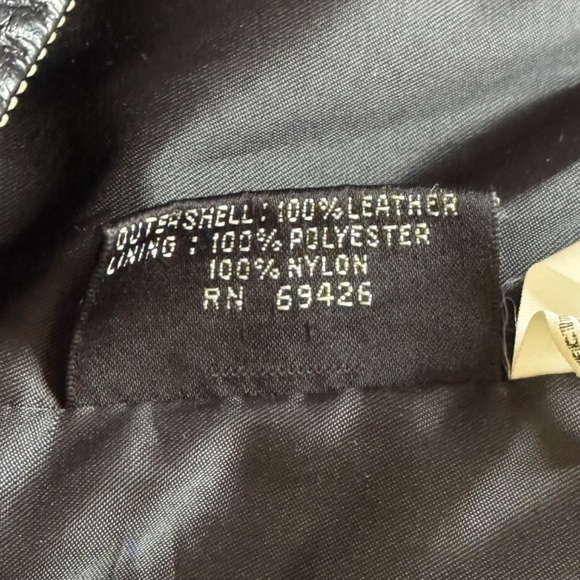 OUTERSHELL : 100% LEATHER
LINING : 100% POLYESTER
100% NYLON
RN 69426